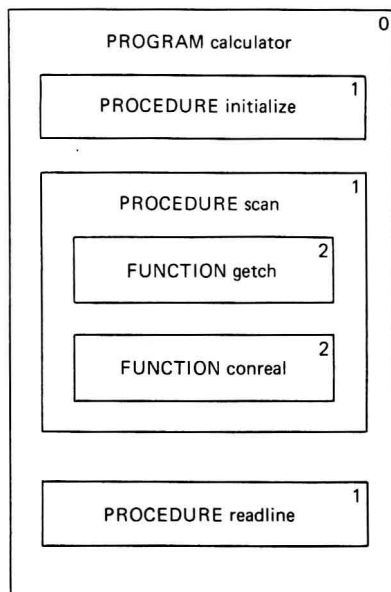 0
PROGRAM calculator
1
PROCEDURE initialize
1
PROCEDURE scan
2
FUNCTION getch
2
FUNCTION conreal
1
PROCEDURE readline